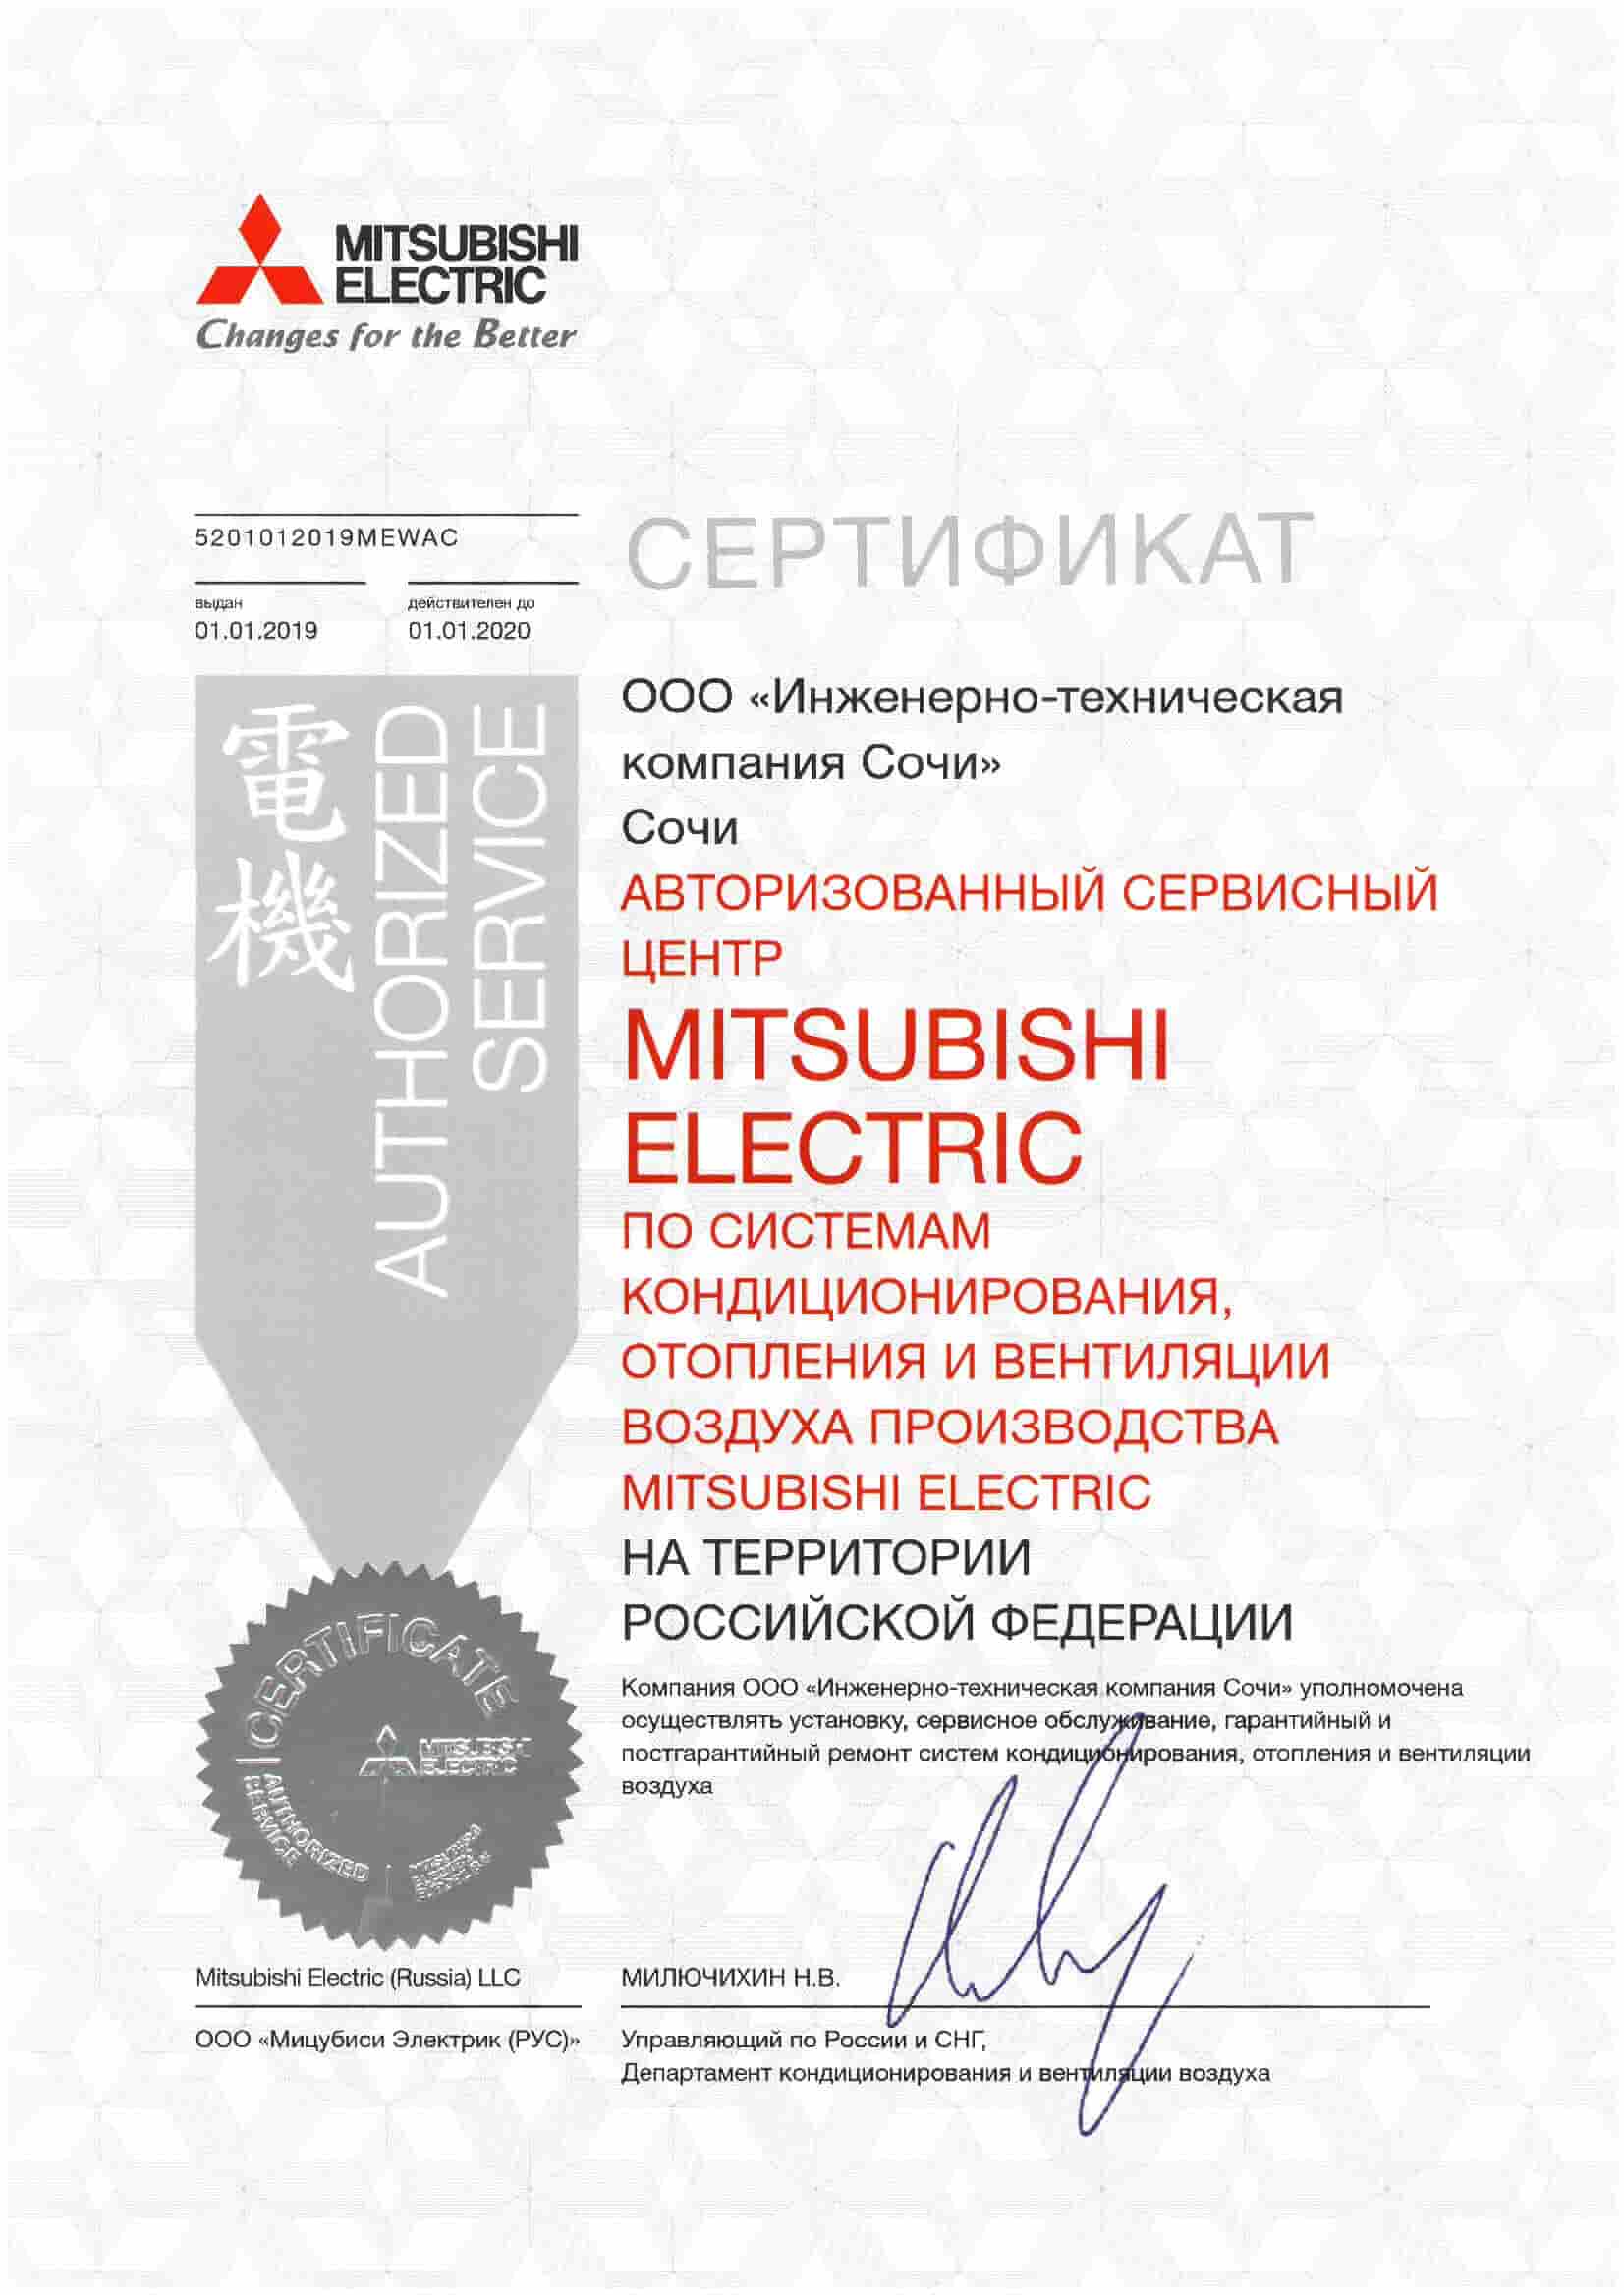 MITSUBISHI
ELECTRIC
Changes for the Better
5201012019MEWAC
выдан
01.01.2019
действителен до
01.01.2020
電機
AUTHORIZED
SERVICE
СЕРТИФИКАТ
ООО «Инженерно-техническая
компания Сочи»
Сочи
АВТОРИЗОВАННЫЙ СЕРВИСНЫЙ
ЦЕНТР
MITSUBISHI
ELECTRIC
ПО СИСТЕМАМ
КОНДИЦИОНИРОВАНИЯ,
ОТОПЛЕНИЯ И ВЕНТИЛЯЦИИ
ВОЗДУХА ПРОИЗВОДСТВА
MITSUBISHI ELECTRIC
НА ТЕРРИТОРИИ
РОССИЙСКОЙ ФЕДЕРАЦИИ
Компания ООО «Инженерно-техническая компания Сочи» уполномочена
осуществлять установку, сервисное обслуживание, гарантийный и
постгарантийный ремонт систем кондиционирования, отопления и вентиляции
воздуха
CERTIFICATE
MITSUBISHI
ELECTRIC
AUTHORIZED
SERVICE
Mitsubishi Electric (Russia) LLC
ООО «Мицубиси Электрик (РУС)»
МИЛЮЧИХИН Н.В.
Управляющий по России и СНГ,
Департамент кондиционирования и вентиляции воздуха